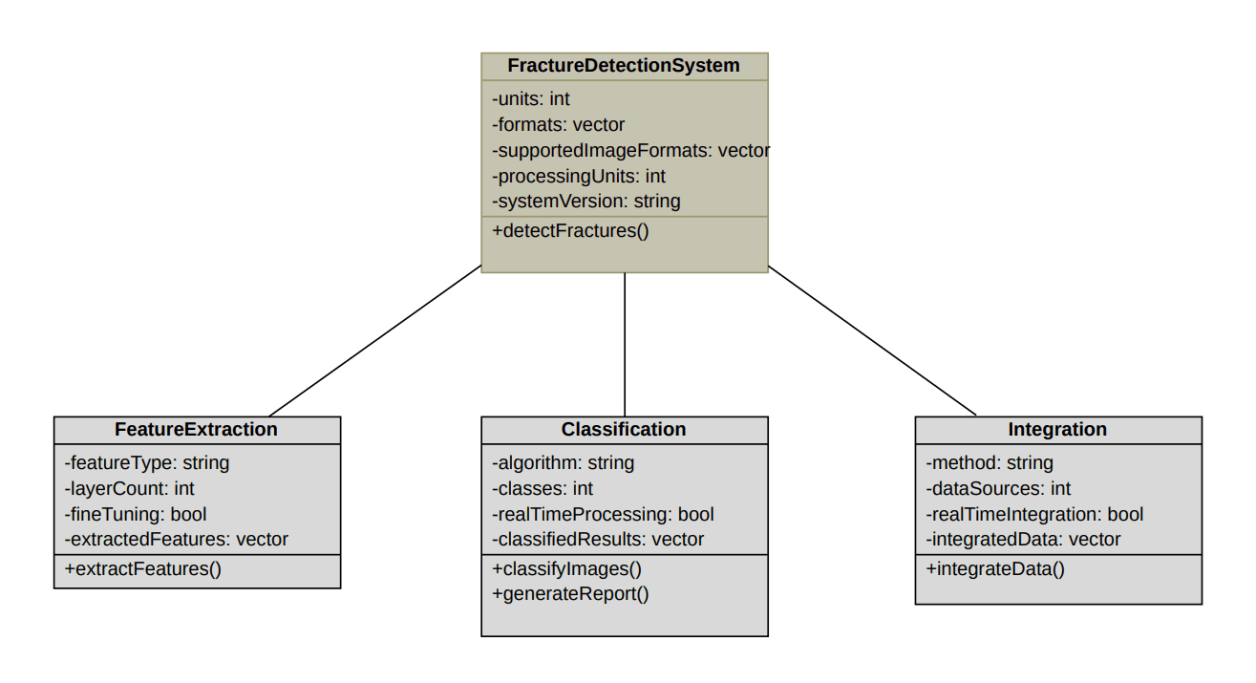 FractureDetectionSystem
-units: int
-formats: vector
-supportedImageFormats: vector
-processingUnits: int
-systemVersion: string
+detectFractures()
FeatureExtraction
-featureType: string
-layerCount: int
-fineTuning: bool
-extractedFeatures: vector
+extractFeatures()
Classification
-algorithm: string
-classes: int
-realTimeProcessing: bool
-classifiedResults: vector
+classifyImages()
+generateReport()
Integration
-method: string
-dataSources: int
-realTimeIntegration: bool
-integratedData: vector
+integrateData()